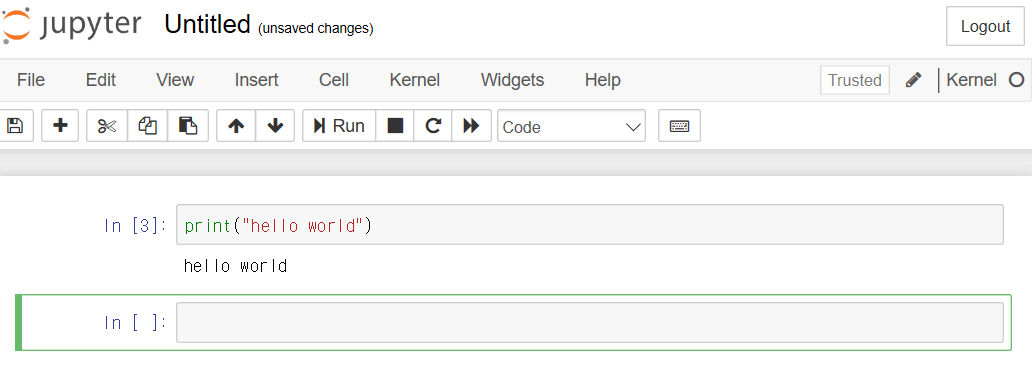 jupyter Untitled (unsaved changes) Logout
File Edit View Insert Cell Kernel Widgets Help Trusted Kernel
Run Code
In [3]: print("hello world")
hello world
In [ ]: